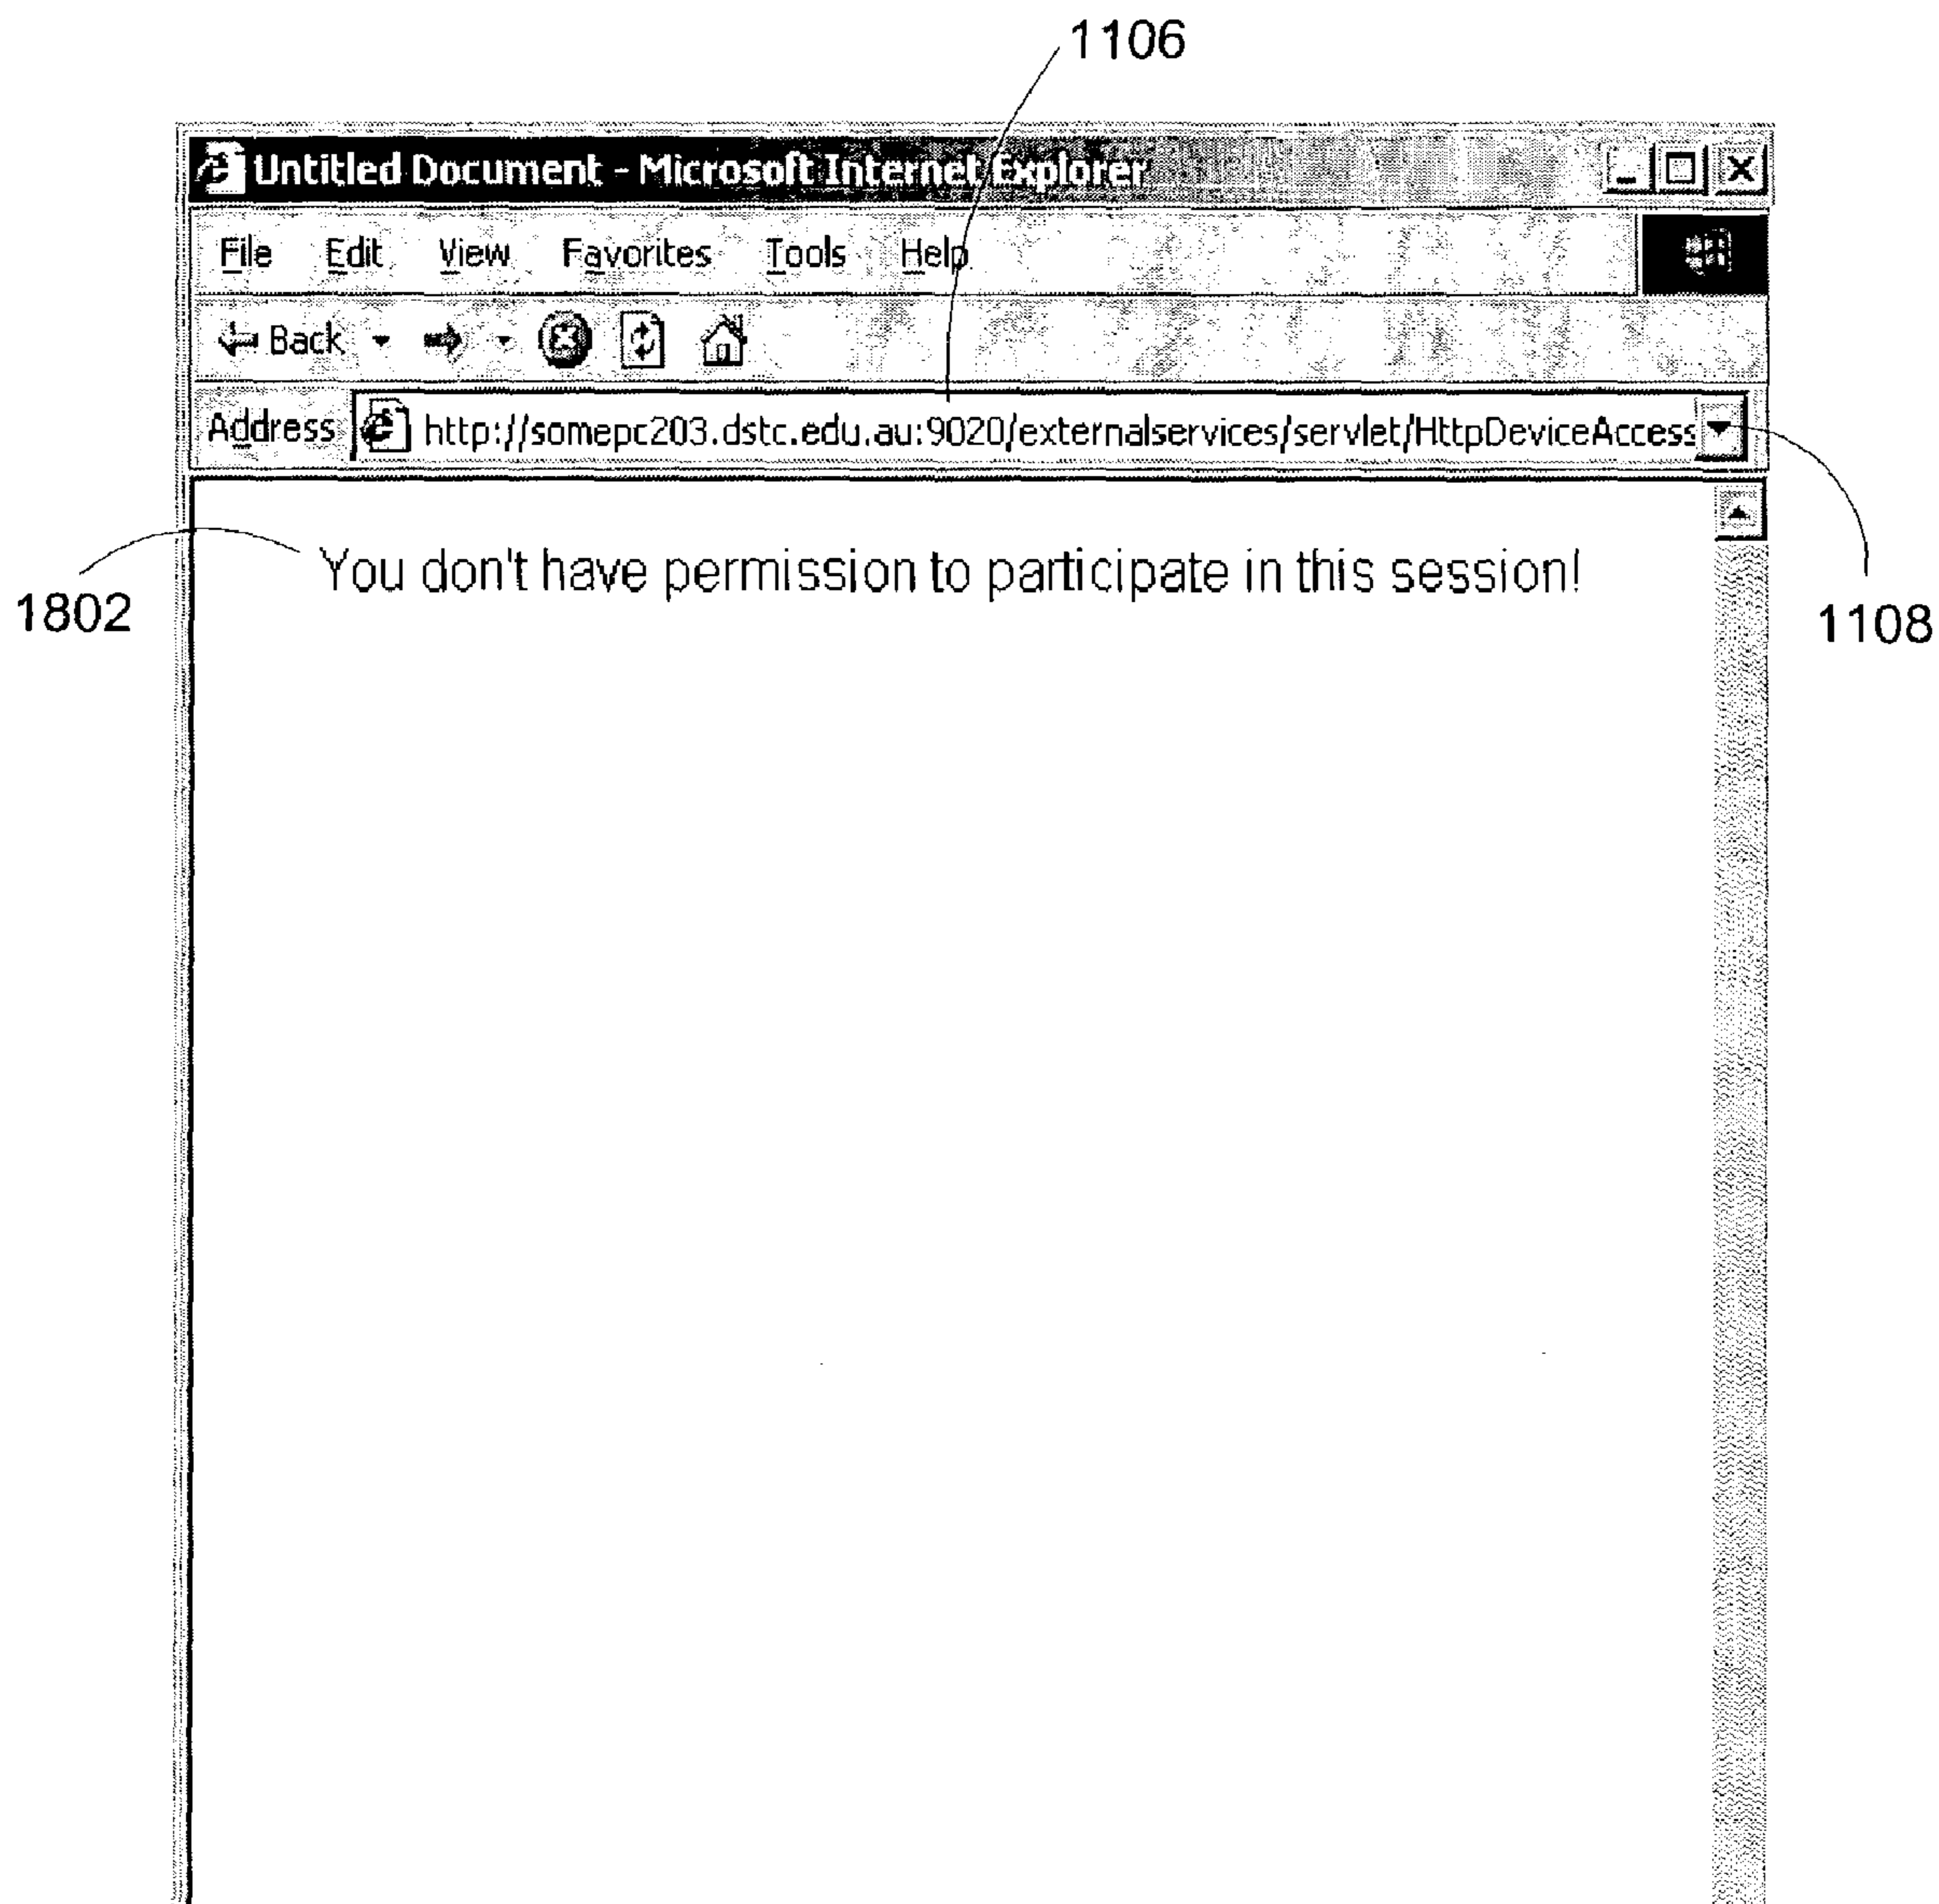 1106
Untitled Document - Microsoft Internet Explorer
File Edit View Favorites Tools Help
Back
Address http://somepc203.dstc.edu.au:9020/externalservices/servlet/HttpDeviceAccess
You don't have permission to participate in this session!
1802
1108